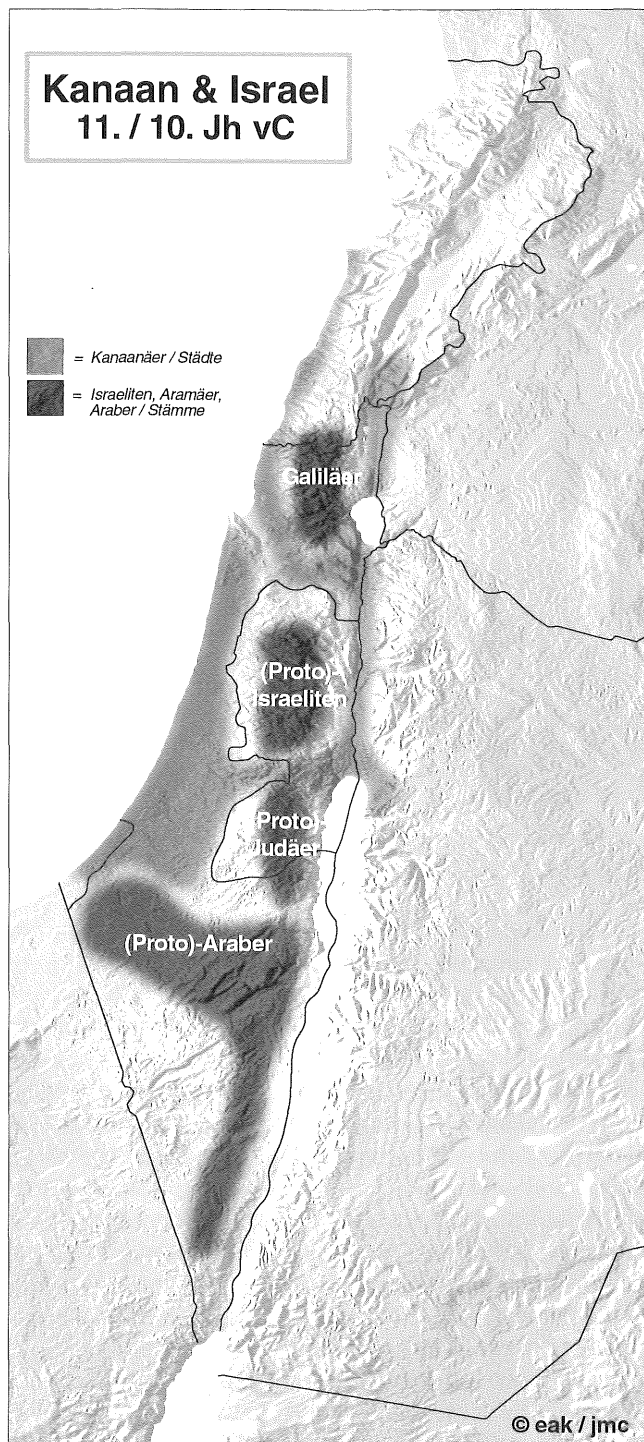 Kanaan & Israel
11. / 10. Jh vC
= Kanaanäer / Städte
= Israeliten, Aramäer,
Araber / Stämme
Galiläer
(Proto)-
Israeliten
(Proto)-
Judäer
(Proto)-Araber
© eak / jmc